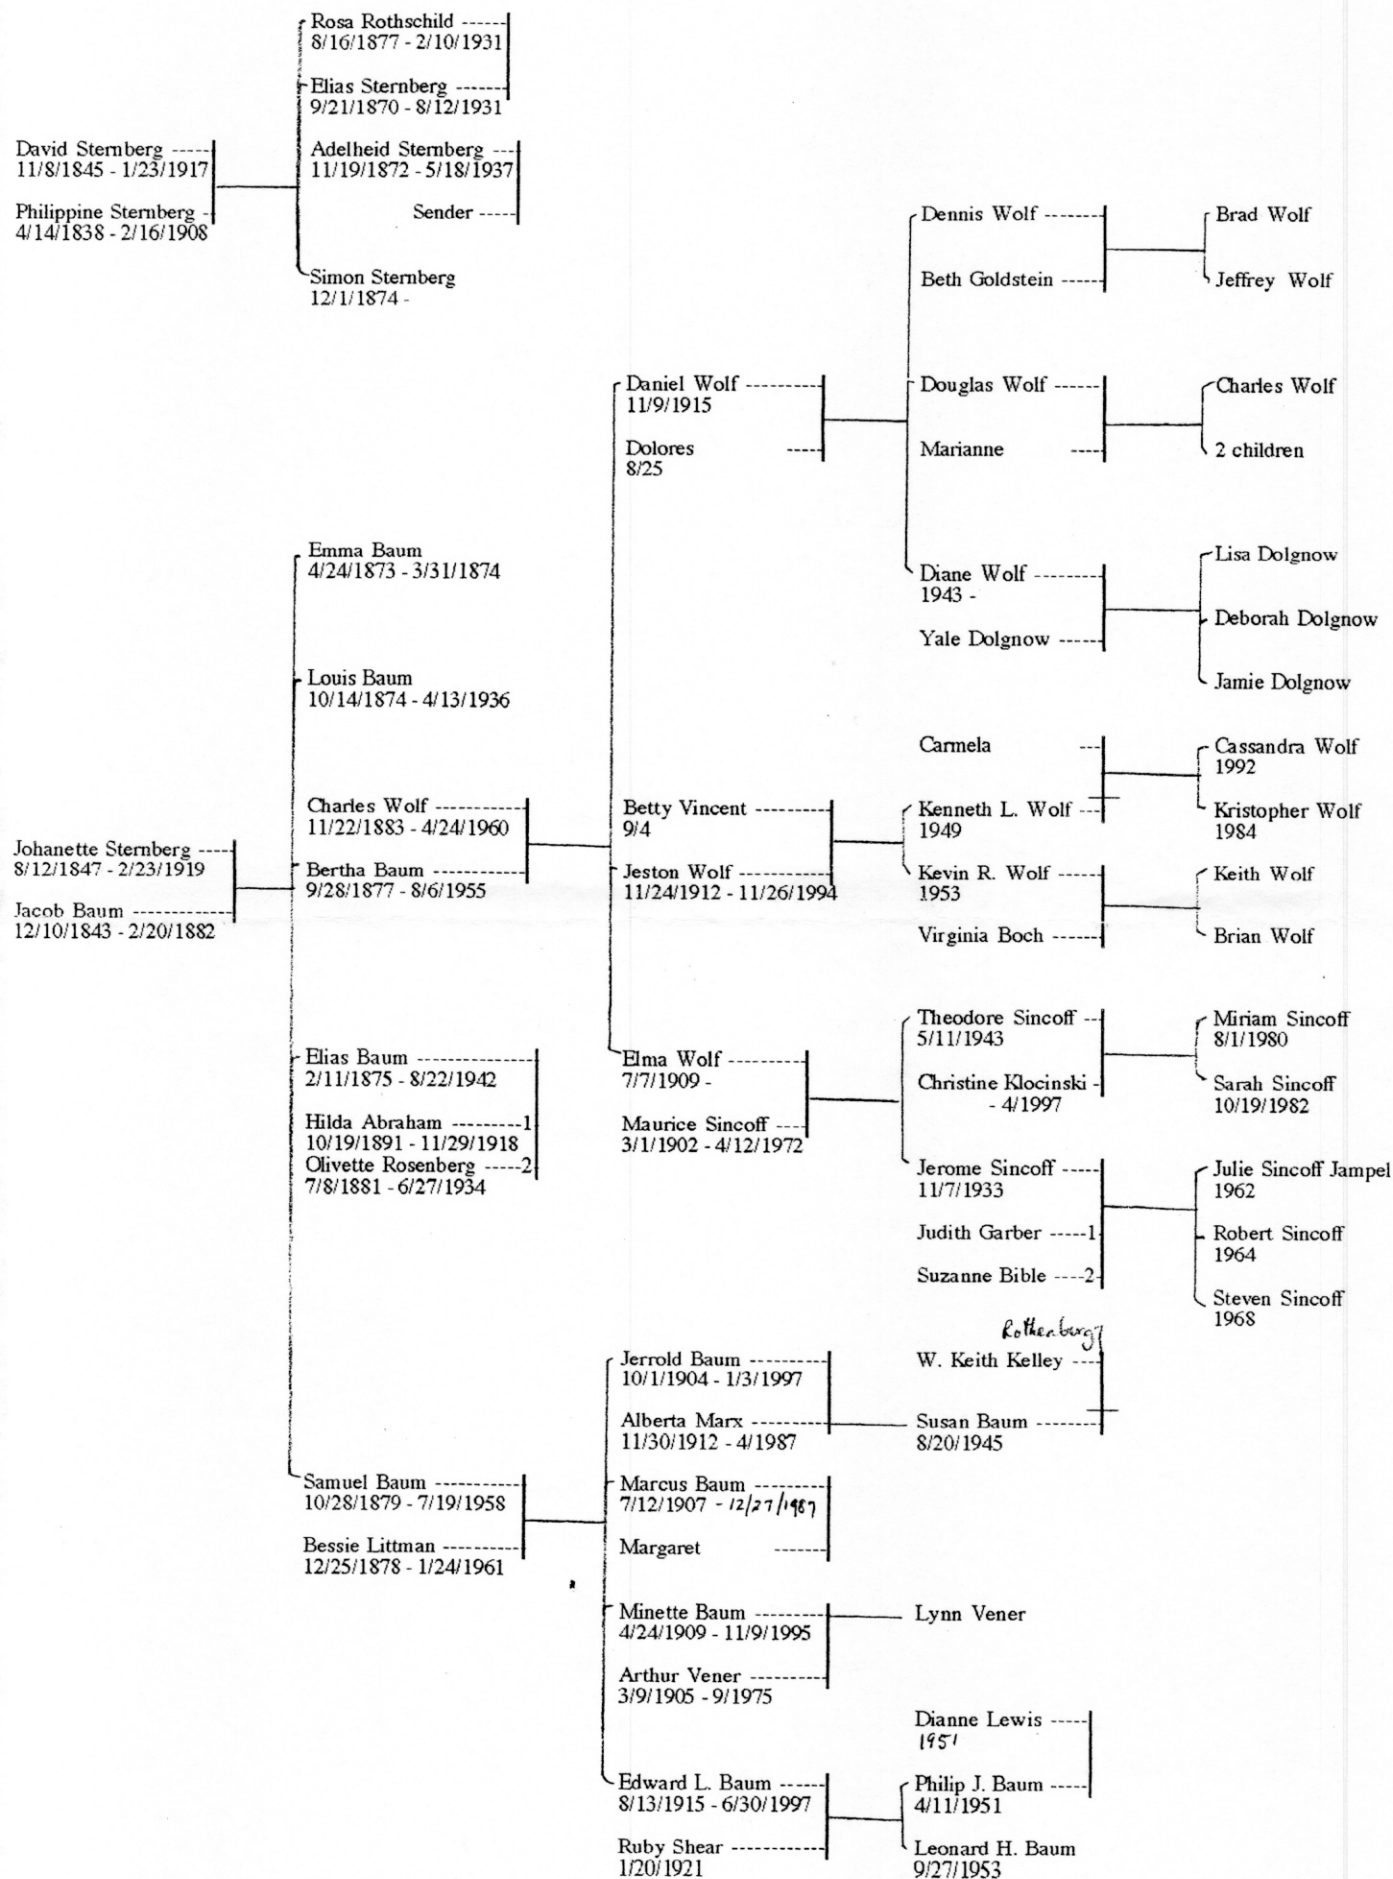 Rosa Rothschild
8/16/1877 - 2/10/1931
Elias Sternberg
9/21/1870 - 8/12/1931
David Sternberg
11/8/1845 - 1/23/1917
Philippine Sternberg
4/14/1838 - 2/16/1908
Adelheid Sternberg
11/19/1872 - 5/18/1937
Sender
Simon Sternberg
12/1/1874 -
Johanette Sternberg
8/12/1847 - 2/23/1919
Jacob Baum
12/10/1843 - 2/20/1882
Emma Baum
4/24/1873 - 3/31/1874
Louis Baum
10/14/1874 - 4/13/1936
Charles Wolf
11/22/1883 - 4/24/1960
Bertha Baum
9/28/1877 - 8/6/1955
Elias Baum
2/11/1875 - 8/22/1942
Hilda Abraham 1
10/19/1891 - 11/29/1918
Olivette Rosenberg 2
7/8/1881 - 6/27/1934
Samuel Baum
10/28/1879 - 7/19/1958
Bessie Littman
12/25/1878 - 1/24/1961
Daniel Wolf
11/9/1915
Dolores
8/25
Betty Vincent
9/4
Jeston Wolf
11/24/1912 - 11/26/1994
Elma Wolf
7/7/1909 -
Maurice Sincoff
3/1/1902 - 4/12/1972
Jerrold Baum
10/1/1904 - 1/3/1997
Alberta Marx
11/30/1912 - 4/1987
Marcus Baum
7/12/1907 - 12/27/1987
Margaret
Minette Baum
4/24/1909 - 11/9/1995
Arthur Vener
3/9/1905 - 9/1975
Edward L. Baum
8/13/1915 - 6/30/1997
Ruby Shear
1/20/1921
Dennis Wolf
Beth Goldstein
Douglas Wolf
Marianne
Diane Wolf
1943 -
Yale Dolgnow
Carmela
Kenneth L. Wolf
1949
Kevin R. Wolf
1953
Virginia Boch
Theodore Sincoff
5/11/1943
Christine Klocinski -
- 4/1997
Jerome Sincoff
11/7/1933
Judith Garber 1
Suzanne Bible 2
Rothenburg
W. Keith Kelley
Susan Baum
8/20/1945
Lynn Vener
Dianne Lewis
1951
Philip J. Baum
4/11/1951
Leonard H. Baum
9/27/1953
Brad Wolf
Jeffrey Wolf
Charles Wolf
2 children
Lisa Dolgnow
Deborah Dolgnow
Jamie Dolgnow
Cassandra Wolf
1992
Kristopher Wolf
1984
Keith Wolf
Brian Wolf
Miriam Sincoff
8/1/1980
Sarah Sincoff
10/19/1982
Julie Sincoff Jampel
1962
Robert Sincoff
1964
Steven Sincoff
1968